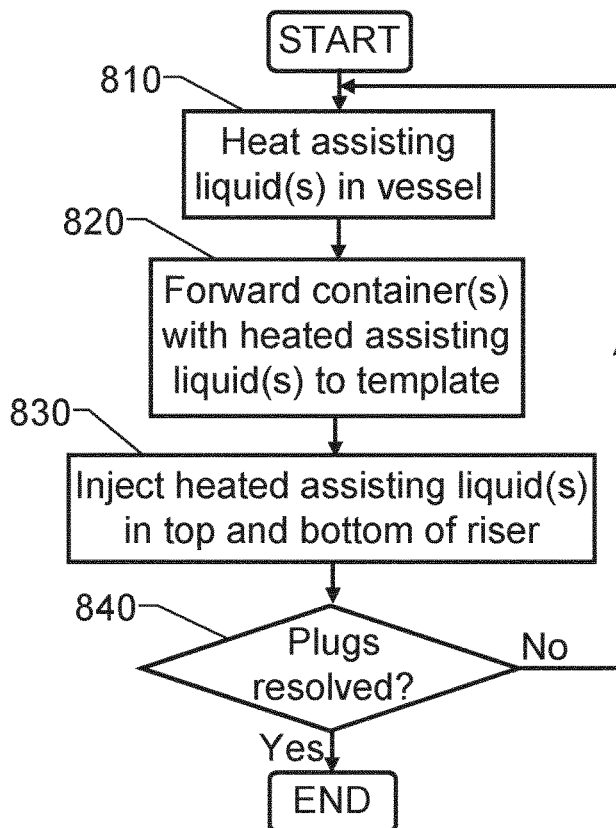 START
810
Heat assisting
liquid(s) in vessel
820
Forward container(s)
with heated assisting
liquid(s) to template
830
Inject heated assisting liquid(s)
in top and bottom of riser
840
Plugs
resolved?
No
Yes
END